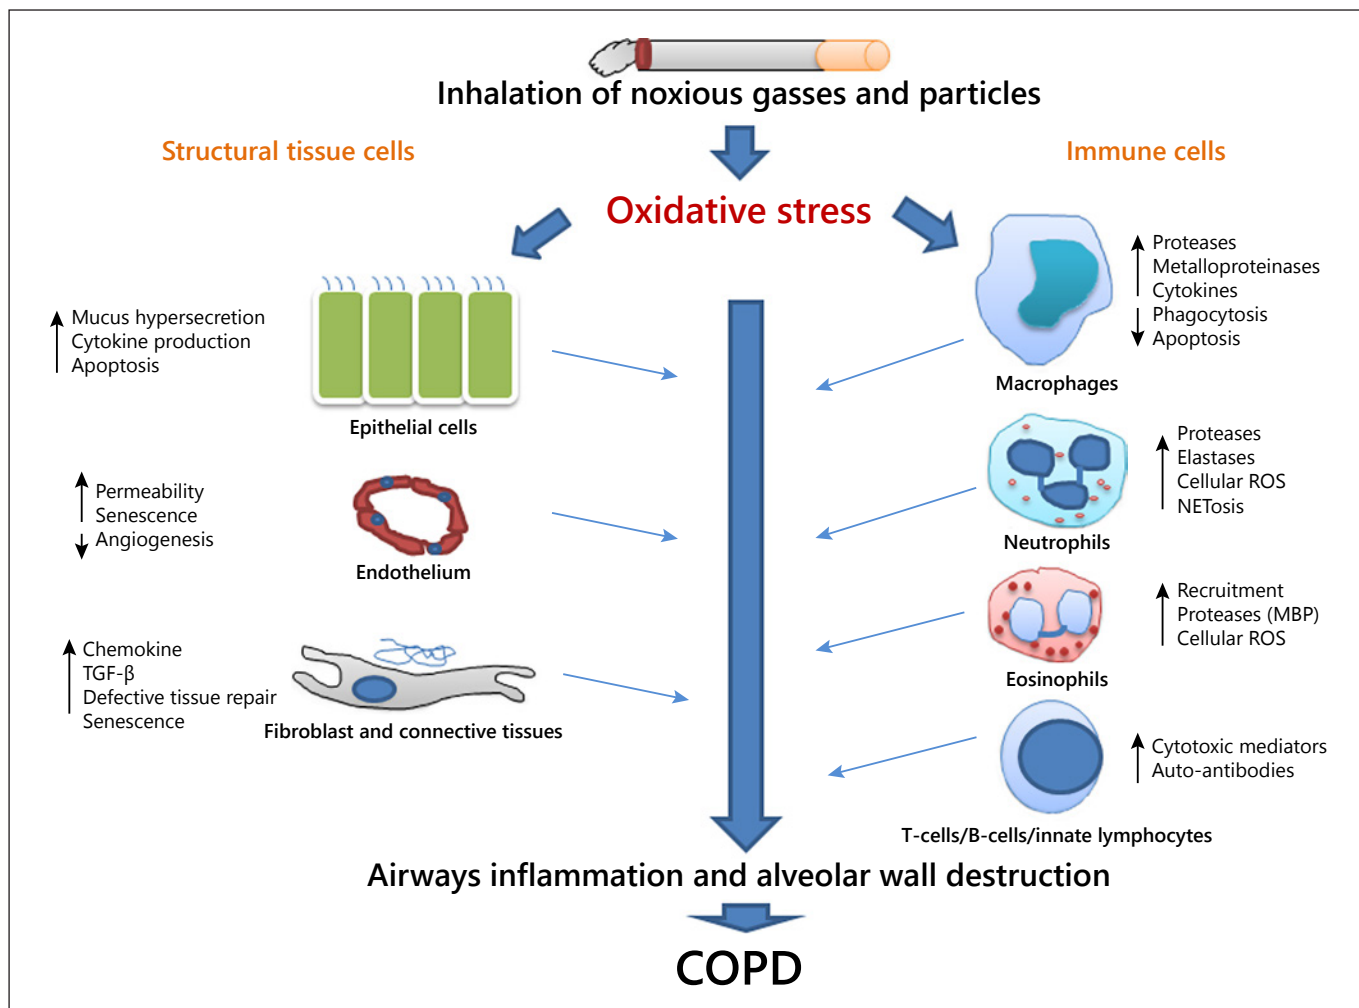 Inhalation of noxious gasses and particles
Structural tissue cells
Immune cells
Oxidative stress
Mucus hypersecretion
Cytokine production
Apoptosis
Epithelial cells
Permeability
Senescence
Angiogenesis
Endothelium
Chemokine
TGF-β
Defective tissue repair
Senescence
Fibroblast and connective tissues
Proteases
Metalloproteinases
Cytokines
Phagocytosis
Apoptosis
Macrophages
Proteases
Elastases
Cellular ROS
NETosis
Neutrophils
Recruitment
Proteases (MBP)
Cellular ROS
Eosinophils
Cytotoxic mediators
Auto-antibodies
T-cells/B-cells/innate lymphocytes
Airways inflammation and alveolar wall destruction
COPD